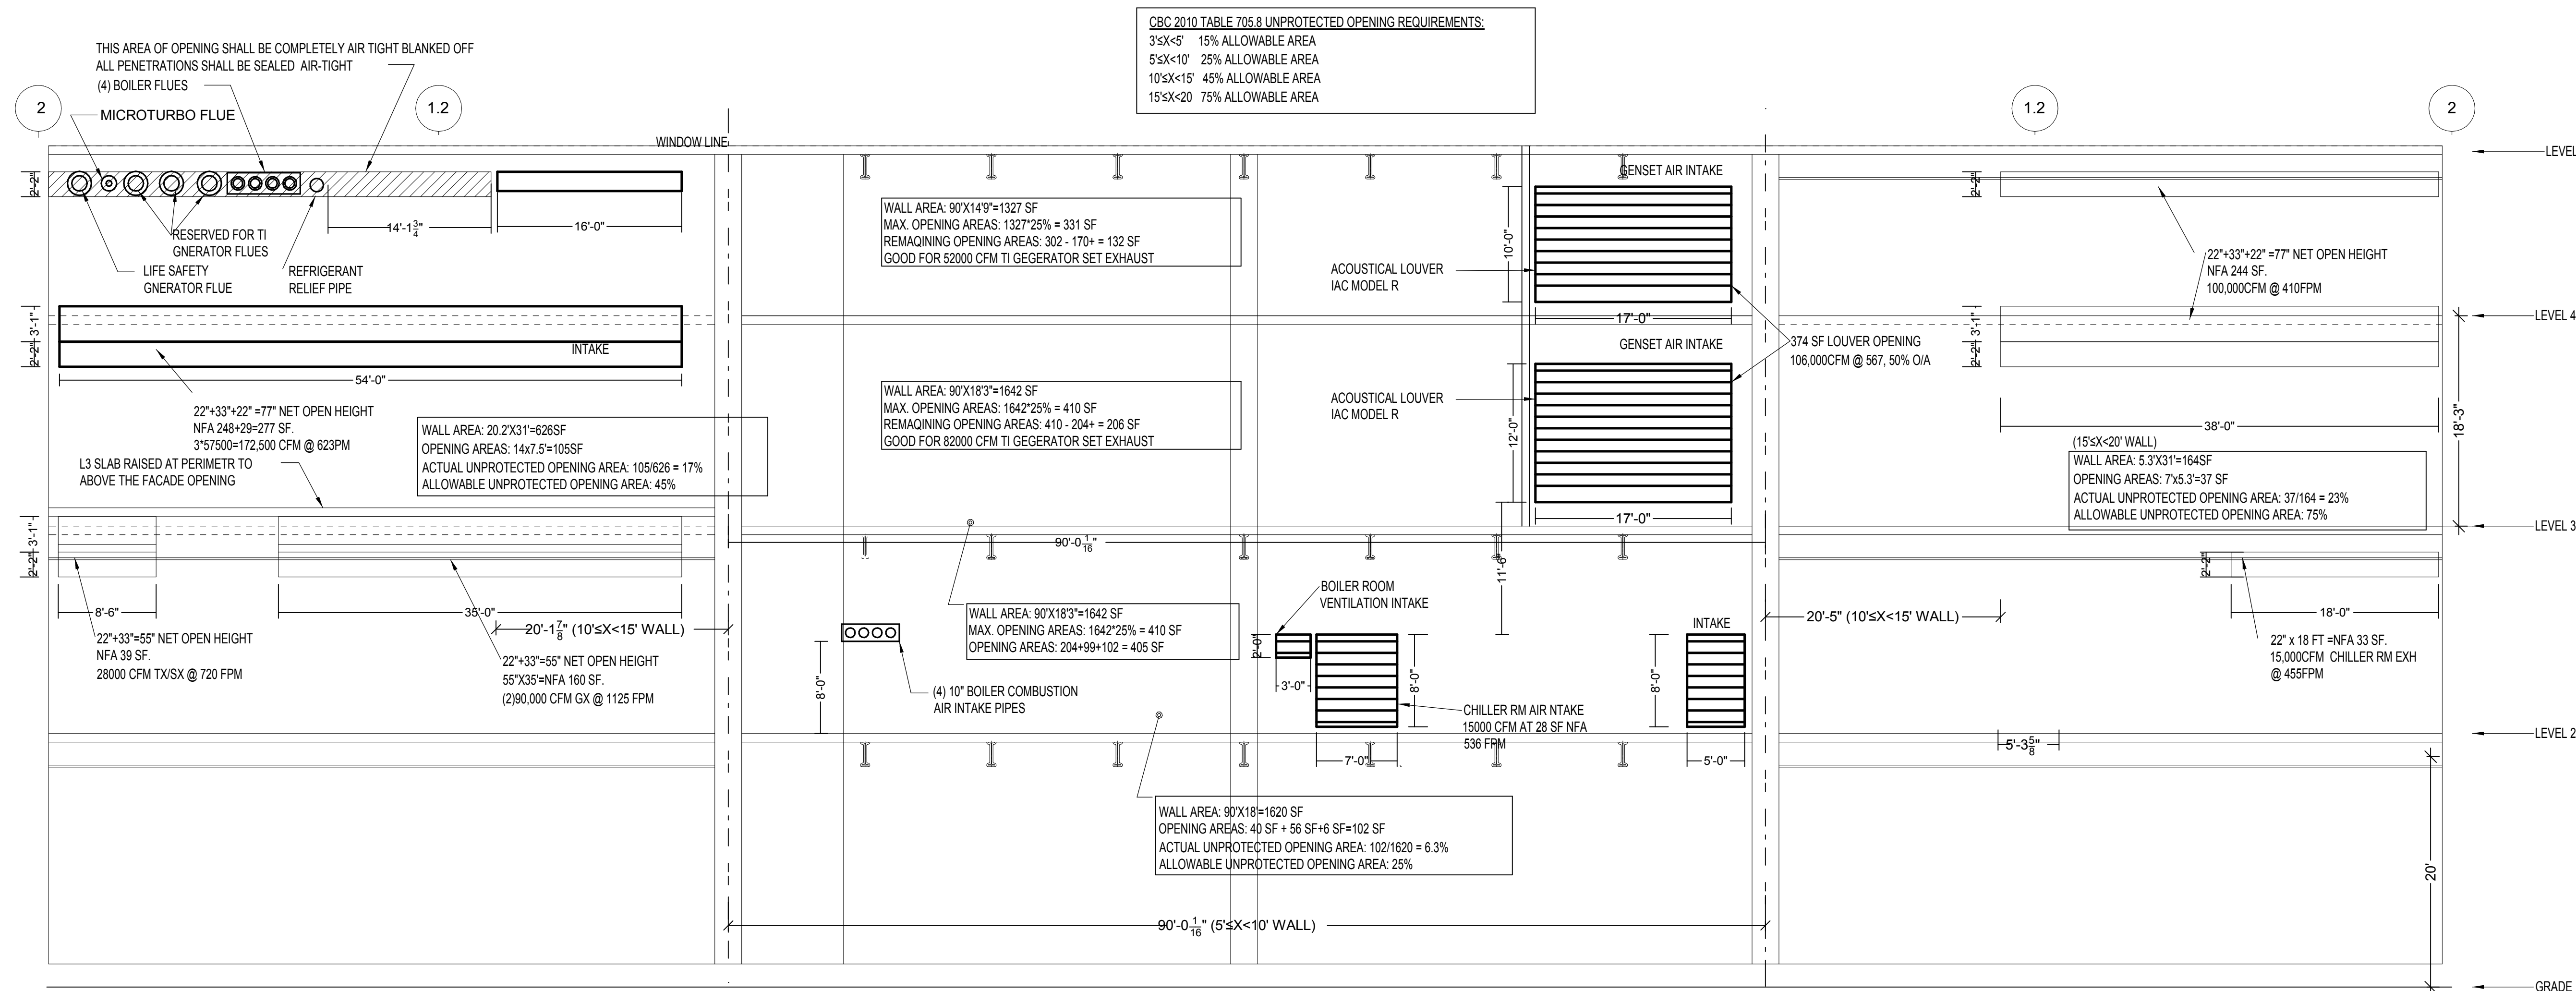 CBC 2010 TABLE 705.8 UNPROTECTED OPENING REQUIREMENTS:
3'≤X<5' 15% ALLOWABLE AREA
5'≤X<10' 25% ALLOWABLE AREA
10'≤X<15' 45% ALLOWABLE AREA
15'≤X<20 75% ALLOWABLE AREA
THIS AREA OF OPENING SHALL BE COMPLETELY AIR TIGHT BLANKED OFF
ALL PENETRATIONS SHALL BE SEALED AIR-TIGHT
(4) BOILER FLUES
MICROTURBO FLUE
2
1.2
1.2
2
WINDOW LINE
LEVEL
2'-2"
14'-1 3/4"
16'-0"
RESERVED FOR TI
GNERATOR FLUES
LIFE SAFETY
GNERATOR FLUE
REFRIGERANT
RELIEF PIPE
WALL AREA: 90'X14'9"=1327 SF
MAX. OPENING AREAS: 1327*25% = 331 SF
REMAQINING OPENING AREAS: 302 - 170+ = 132 SF
GOOD FOR 52000 CFM TI GEGERATOR SET EXHAUST
GENSET AIR INTAKE
10'-0"
ACOUSTICAL LOUVER
IAC MODEL R
17'-0"
2'-2"
22"+33"+22" =77" NET OPEN HEIGHT
NFA 244 SF.
100,000CFM @ 410FPM
3'-1"
2'-2"
INTAKE
54'-0"
GENSET AIR INTAKE
374 SF LOUVER OPENING
106,000CFM @ 567, 50% O/A
3'-1"
2'-2"
LEVEL 4
18'-3"
22"+33"+22" =77" NET OPEN HEIGHT
NFA 248+29=277 SF.
3*57500=172,500 CFM @ 623PM
L3 SLAB RAISED AT PERIMETR TO
ABOVE THE FACADE OPENING
WALL AREA: 20.2'X31'=626SF
OPENING AREAS: 14x7.5'=105SF
ACTUAL UNPROTECTED OPENING AREA: 105/626 = 17%
ALLOWABLE UNPROTECTED OPENING AREA: 45%
WALL AREA: 90'X18'3"=1642 SF
MAX. OPENING AREAS: 1642*25% = 410 SF
REMAQINING OPENING AREAS: 410 - 204+ = 206 SF
GOOD FOR 82000 CFM TI GEGERATOR SET EXHAUST
ACOUSTICAL LOUVER
IAC MODEL R
12'-0"
17'-0"
38'-0"
(15'≤X<20' WALL)
WALL AREA: 5.3'X31'=164SF
OPENING AREAS: 7'x5.3'=37 SF
ACTUAL UNPROTECTED OPENING AREA: 37/164 = 23%
ALLOWABLE UNPROTECTED OPENING AREA: 75%
LEVEL 3
3'-1"
2'-2"
8'-6"
35'-0"
90'-0 1/16"
11'-6"
2'-2"
18'-0"
20'-1 7/8" (10'≤X<15' WALL)
20'-5" (10'≤X<15' WALL)
22"+33"=55" NET OPEN HEIGHT
NFA 39 SF.
28000 CFM TX/SX @ 720 FPM
22"+33"=55" NET OPEN HEIGHT
55"X35'=NFA 160 SF.
(2)90,000 CFM GX @ 1125 FPM
WALL AREA: 90'X18'3"=1642 SF
MAX. OPENING AREAS: 1642*25% = 410 SF
OPENING AREAS: 204+99+102 = 405 SF
8'-0"
(4) 10" BOILER COMBUSTION
AIR INTAKE PIPES
BOILER ROOM
VENTILATION INTAKE
2'-0"
3'-0"
8'-0"
7'-0"
CHILLER RM AIR NTAKE
15000 CFM AT 28 SF NFA
536 FPM
INTAKE
8'-0"
5'-0"
22" x 18 FT =NFA 33 SF.
15,000CFM CHILLER RM EXH
@ 455FPM
5'-3 5/8"
LEVEL 2
WALL AREA: 90'X18'=1620 SF
OPENING AREAS: 40 SF + 56 SF+6 SF=102 SF
ACTUAL UNPROTECTED OPENING AREA: 102/1620 = 6.3%
ALLOWABLE UNPROTECTED OPENING AREA: 25%
90'-0 1/16" (5'≤X<10' WALL)
20'
GRADE